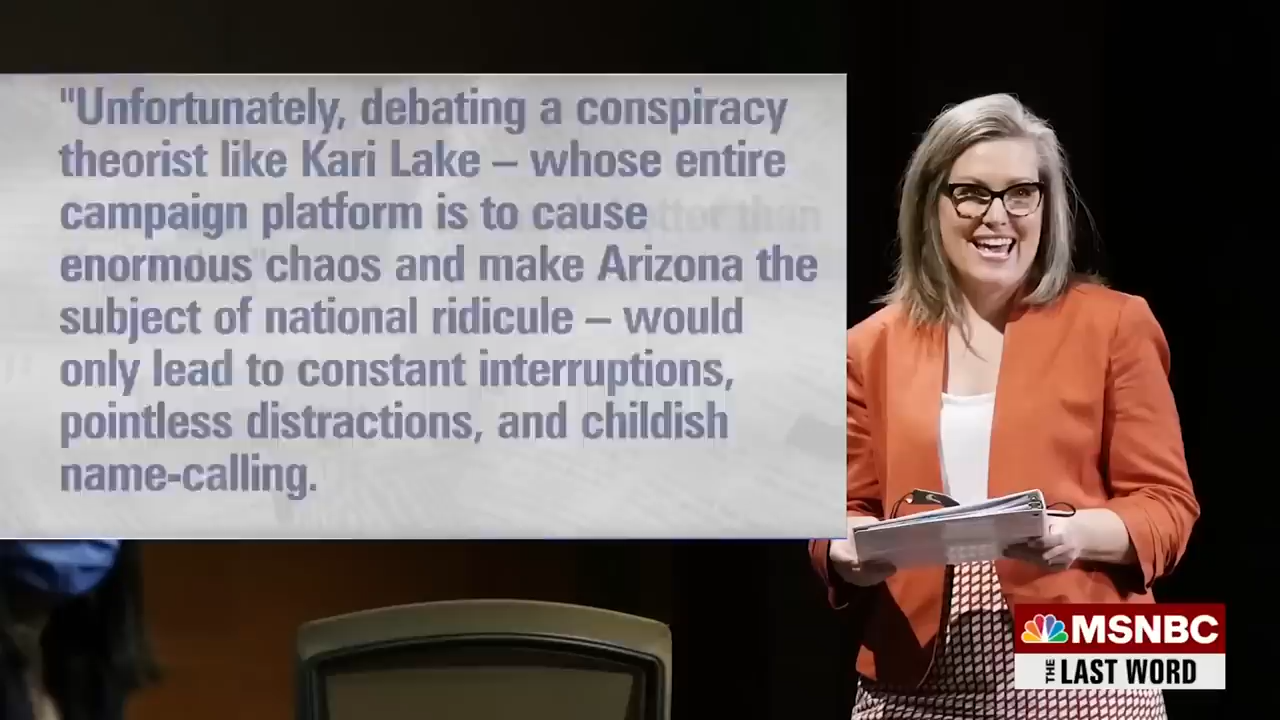 "Unfortunately, debating a conspiracy
theorist like Kari Lake – whose entire
campaign platform is to cause
enormous chaos and make Arizona the
subject of national ridicule – would
only lead to constant interruptions,
pointless distractions, and childish
name-calling.
MSNBC
THE LAST WORD